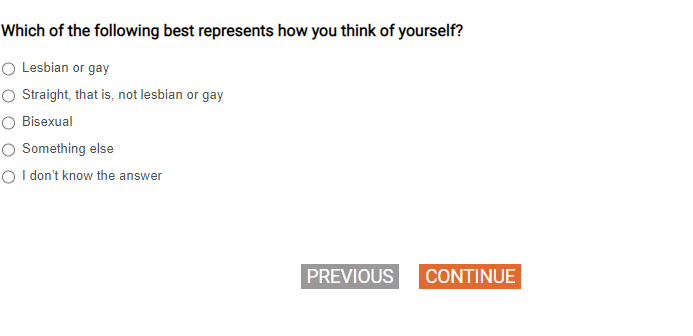 Which of the following best represents how you think of yourself?
Lesbian or gay
Straight, that is, not lesbian or gay
Bisexual
Something else
I don't know the answer
PREVIOUS CONTINUE